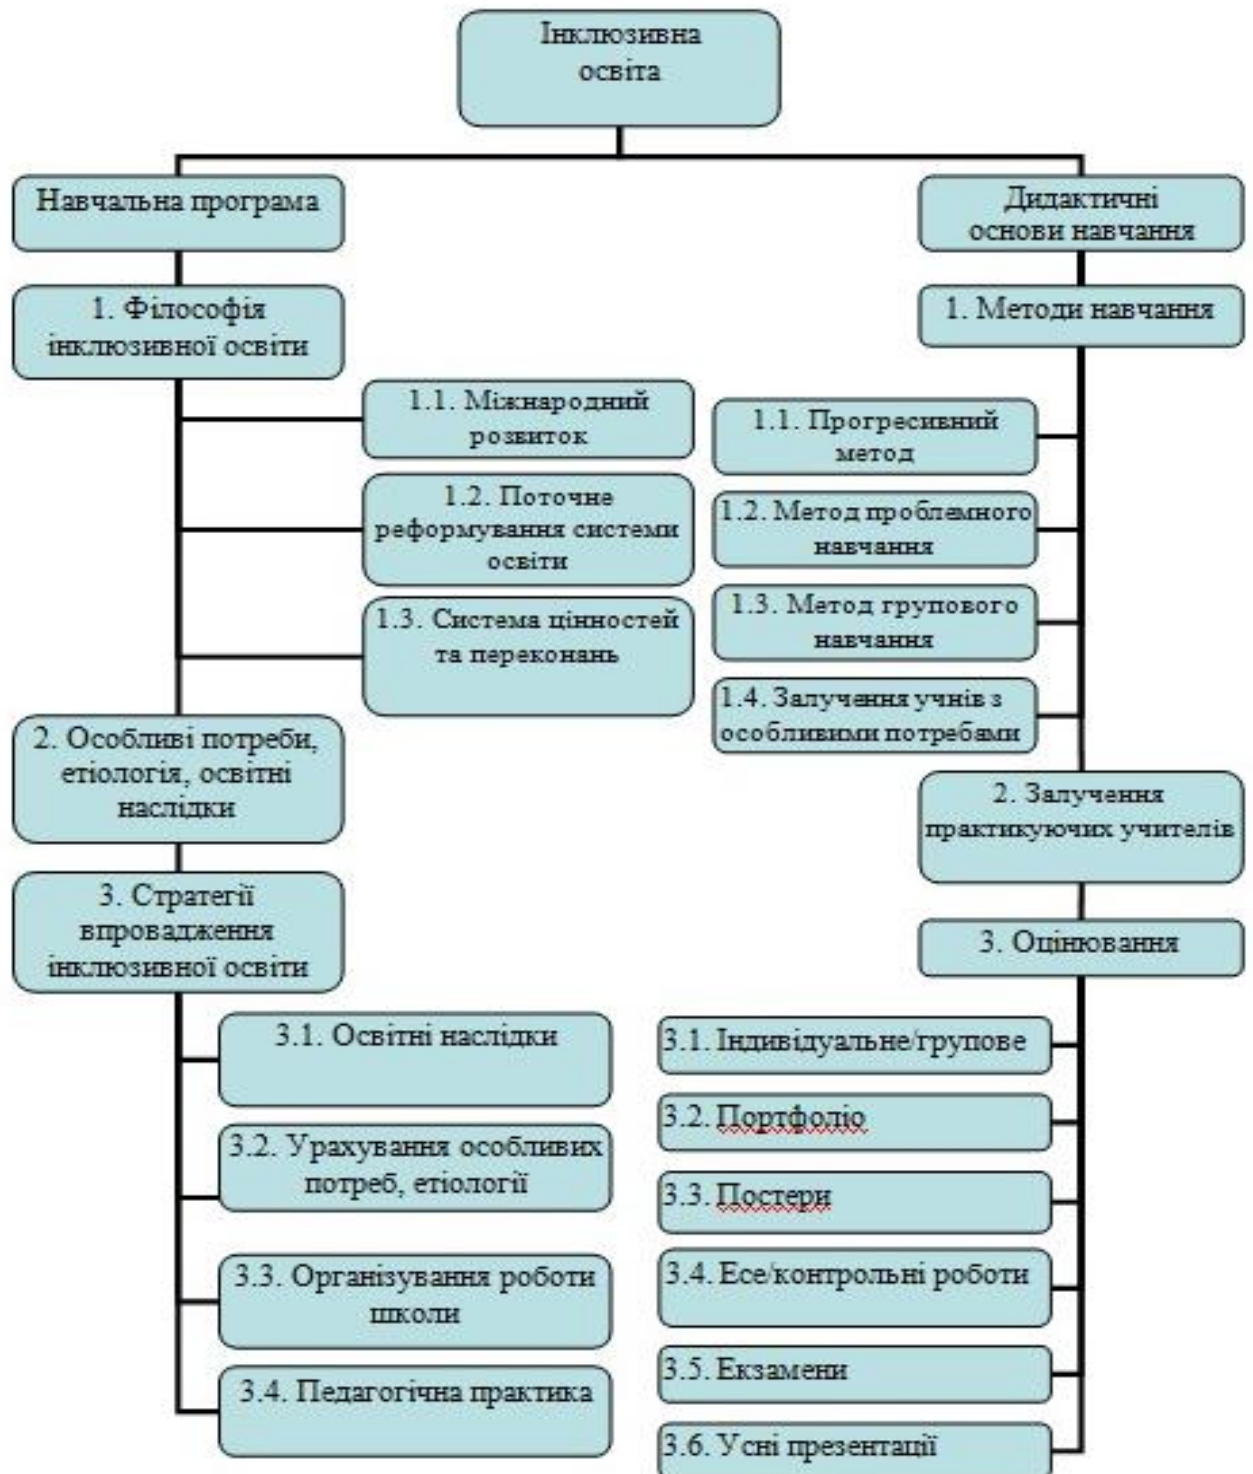 Інклюзивна
освіта
Навчальна програма
1. Філософія
інклюзивної освіти
1.1. Міжнародний
розвиток
1.2. Поточне
реформування системи
освіти
1.3. Система цінностей
та переконань
2. Особливі потреби,
етіологія, освітні
наслідки
3. Стратегії
впровадження
інклюзивної освіти
3.1. Освітні наслідки
3.2. Урахування особливих
потреб, етіології
3.3. Організування роботи
школи
3.4. Педагогічна практика
Дидактичні
основи навчання
1. Методи навчання
1.1. Прогресивний
метод
1.2. Метод проблемного
навчання
1.3. Метод групового
навчання
1.4. Залучення учнів з
особливими потребами
2. Залучення
практикуючих учителів
3. Оцінювання
3.1. Індивідуальне/групове
3.2. Портфоліо
3.3. Постери
3.4. Есе/контрольні роботи
3.5. Екзамени
3.6. Усні презентації